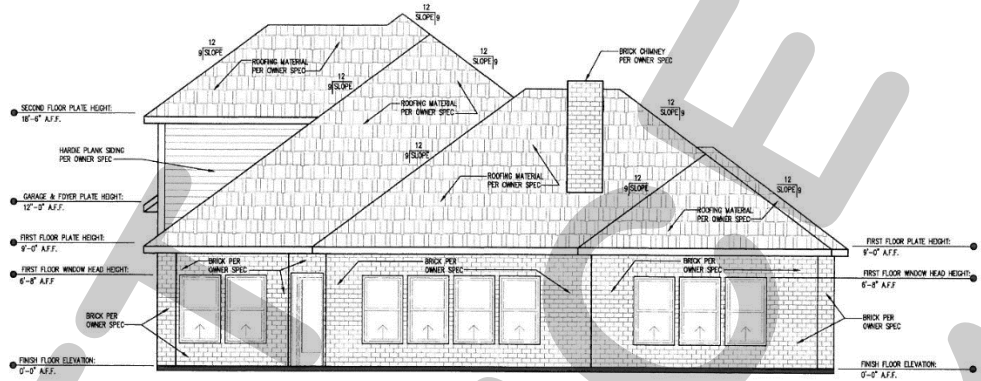 12
9 SLOPE
12
SLOPE 9
ROOFING MATERIAL
PER OWNER SPEC
12
9 SLOPE
12
SLOPE 9
BRICK CHIMNEY
PER OWNER SPEC
ROOFING MATERIAL
PER OWNER SPEC
12
SLOPE 9
SECOND FLOOR PLATE HEIGHT:
18'-6" A.F.F.
HARDIE PLANK SIDING
PER OWNER SPEC
12
9 SLOPE
ROOFING MATERIAL
PER OWNER SPEC
12
9 SLOPE
12
SLOPE 9
GARAGE & FOYER PLATE HEIGHT:
12'-0" A.F.F.
ROOFING MATERIAL
PER OWNER SPEC
FIRST FLOOR PLATE HEIGHT:
9'-0" A.F.F.
FIRST FLOOR PLATE HEIGHT:
9'-0" A.F.F.
FIRST FLOOR WINDOW HEAD HEIGHT:
6'-8" A.F.F
BRICK PER
OWNER SPEC
BRICK PER
OWNER SPEC
BRICK PER
OWNER SPEC
FIRST FLOOR WINDOW HEAD HEIGHT:
6'-8" A.F.F
BRICK PER
OWNER SPEC
BRICK PER
OWNER SPEC
FINISH FLOOR ELEVATION:
0'-0" A.F.F.
FINISH FLOOR ELEVATION:
0'-0" A.F.F.